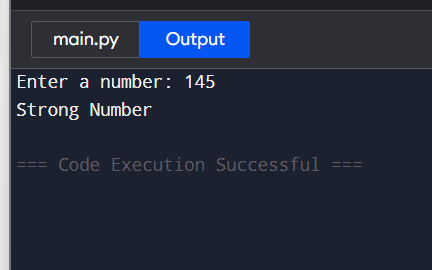 main.py Output
Enter a number: 145
Strong Number
=== Code Execution Successful ===